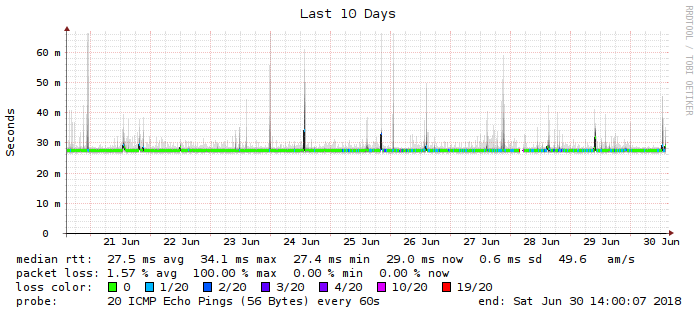 Last 10 Days
RRDTOOL / TOBI OETIKER
Seconds
60 m
50 m
40 m
30 m
20 m
10 m
0
21 Jun 22 Jun 23 Jun 24 Jun 25 Jun 26 Jun 27 Jun 28 Jun 29 Jun 30 Jun
median rtt: 27.5 ms avg 34.1 ms max 27.4 ms min 29.0 ms now 0.6 ms sd 49.6 am/s
packet loss: 1.57 % avg 100.00 % max 0.00 % min 0.00 % now
loss color: 0 1/20 2/20 3/20 4/20 10/20 19/20
probe: 20 ICMP Echo Pings (56 Bytes) every 60s end: Sat Jun 30 14:00:07 2018